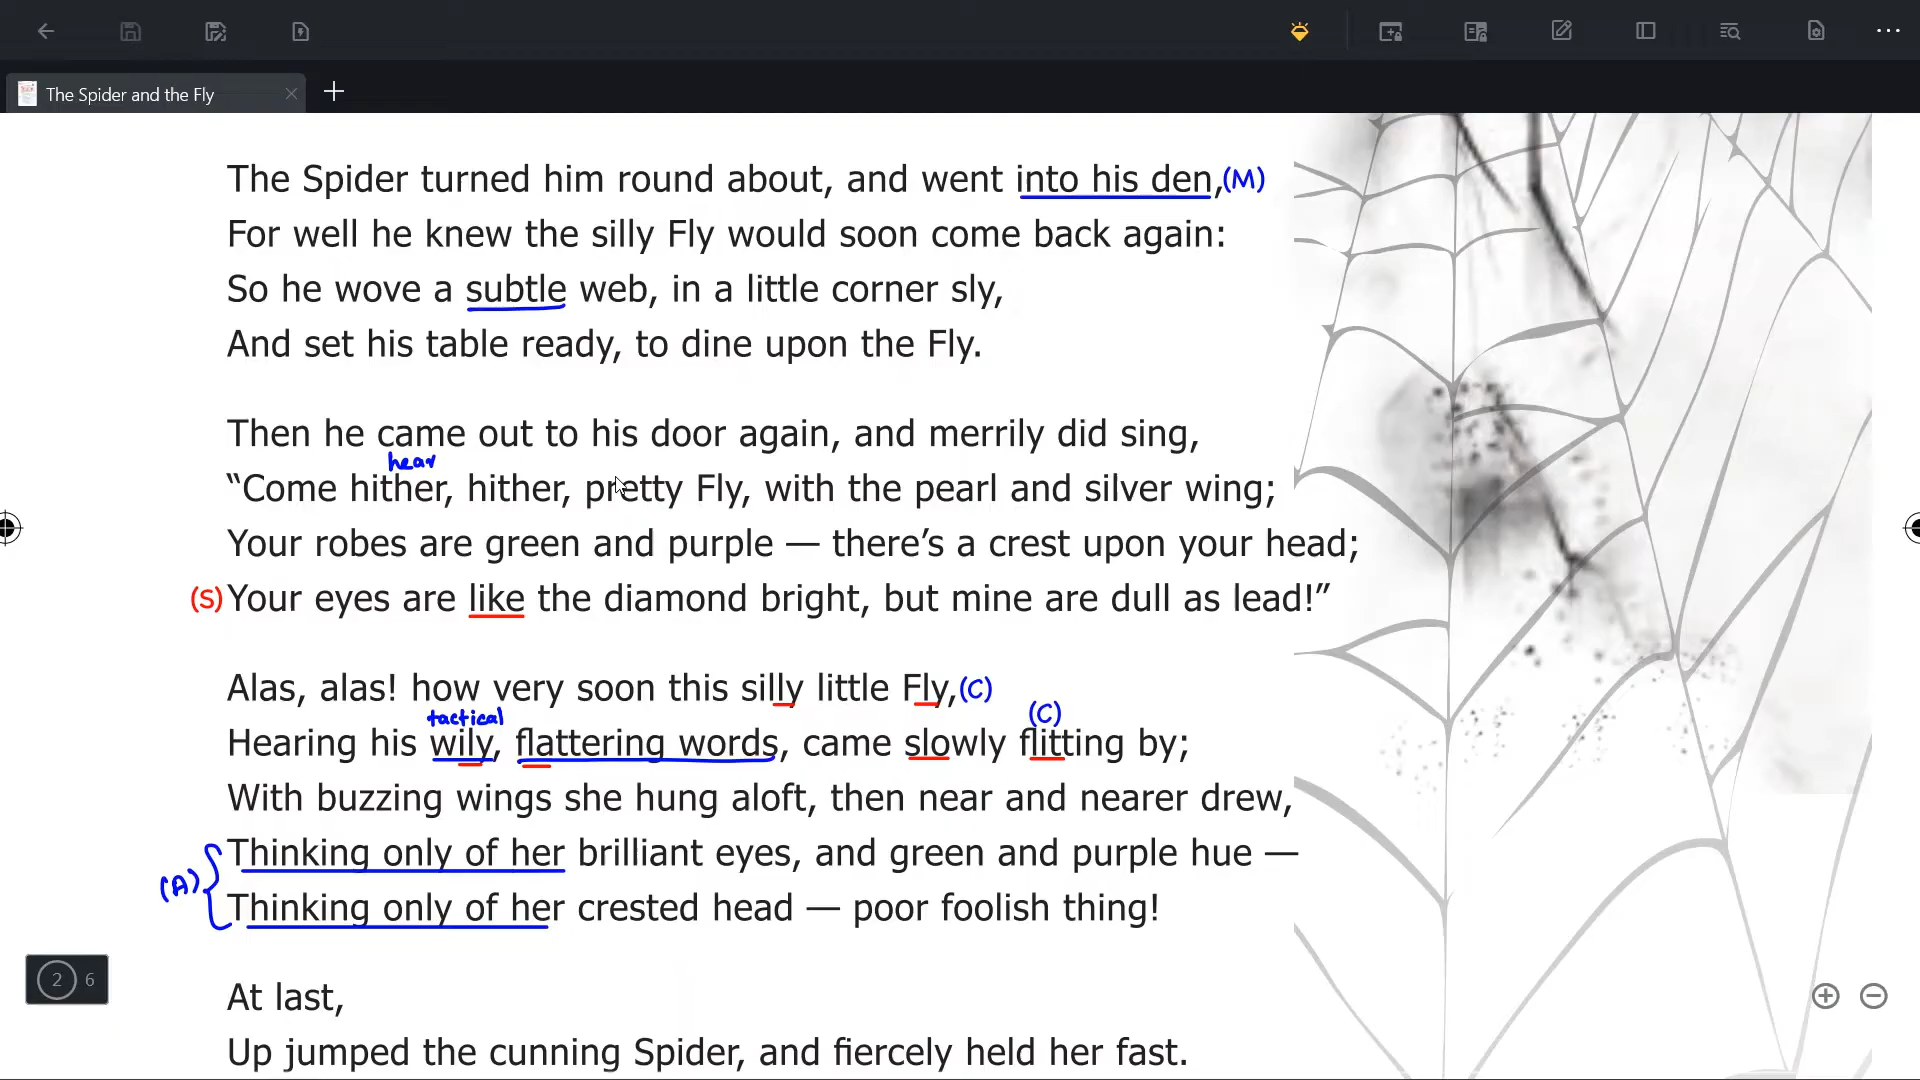 The Spider and the Fly
The Spider turned him round about, and went into his den,(M)
For well he knew the silly Fly would soon come back again:
So he wove a subtle web, in a little corner sly,
And set his table ready, to dine upon the Fly.
Then he came out to his door again, and merrily did sing,
hear
“Come hither, hither, pretty Fly, with the pearl and silver wing;
Your robes are green and purple — there’s a crest upon your head;
(S) Your eyes are like the diamond bright, but mine are dull as lead!”
Alas, alas! how very soon this silly little Fly,(C)
tactical (C)
Hearing his wily, flattering words, came slowly flitting by;
With buzzing wings she hung aloft, then near and nearer drew,
Thinking only of her brilliant eyes, and green and purple hue —
(A)
Thinking only of her crested head — poor foolish thing!
2 6
At last,
Up jumped the cunning Spider, and fiercely held her fast.